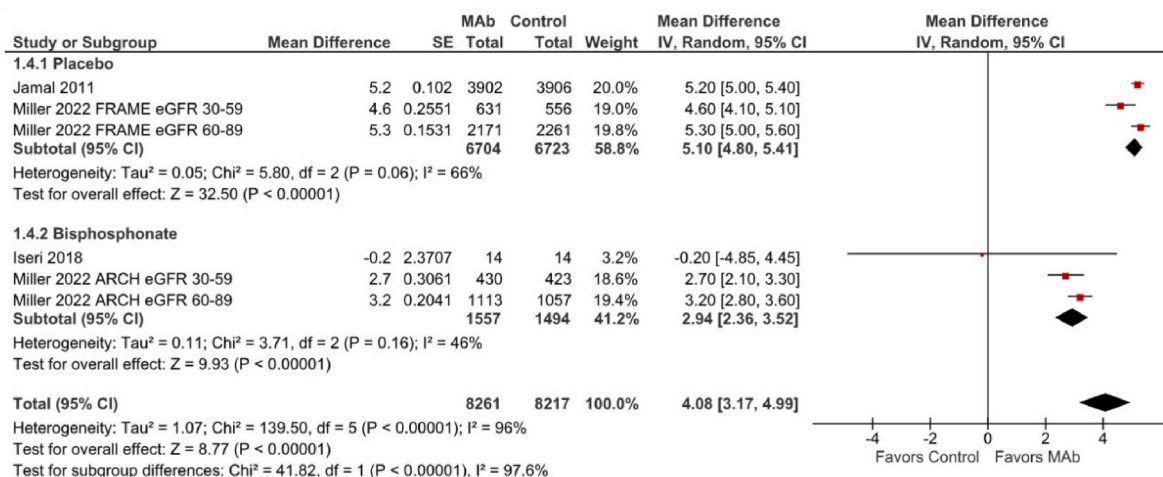 MAb Control Mean Difference Mean Difference
Study or Subgroup Mean Difference SE Total Total Weight IV, Random, 95% CI IV, Random, 95% CI
1.4.1 Placebo
Jamal 2011 5.2 0.102 3902 3906 20.0% 5.20 [5.00, 5.40]
Miller 2022 FRAME eGFR 30-59 4.6 0.2551 631 556 19.0% 4.60 [4.10, 5.10]
Miller 2022 FRAME eGFR 60-89 5.3 0.1531 2171 2261 19.8% 5.30 [5.00, 5.60]
Subtotal (95% CI) 6704 6723 58.8% 5.10 [4.80, 5.41]
Heterogeneity: Tau² = 0.05; Chi² = 5.80, df = 2 (P = 0.06); I² = 66%
Test for overall effect: Z = 32.50 (P < 0.00001)
1.4.2 Bisphosphonate
Iseri 2018 -0.2 2.3707 14 14 3.2% -0.20 [-4.85, 4.45]
Miller 2022 ARCH eGFR 30-59 2.7 0.3061 430 423 18.6% 2.70 [2.10, 3.30]
Miller 2022 ARCH eGFR 60-89 3.2 0.2041 1113 1057 19.4% 3.20 [2.80, 3.60]
Subtotal (95% CI) 1557 1494 41.2% 2.94 [2.36, 3.52]
Heterogeneity: Tau² = 0.11; Chi² = 3.71, df = 2 (P = 0.16); I² = 46%
Test for overall effect: Z = 9.93 (P < 0.00001)
Total (95% CI) 8261 8217 100.0% 4.08 [3.17, 4.99]
Heterogeneity: Tau² = 1.07; Chi² = 139.50, df = 5 (P < 0.00001); I² = 96%
Test for overall effect: Z = 8.77 (P < 0.00001)
Test for subgroup differences: Chi² = 41.82, df = 1 (P < 0.00001), I² = 97.6%
-4 -2 0 2 4
Favors Control Favors MAb